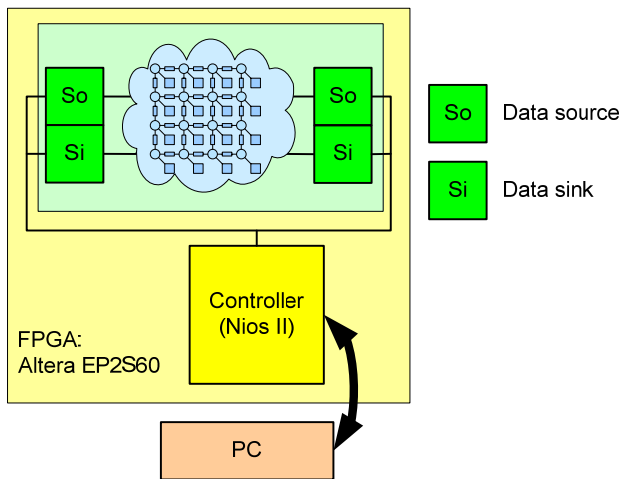 So
Si
So
Si
So
Data source
Si
Data sink
Controller
(Nios II)
FPGA:
Altera EP2S60
PC